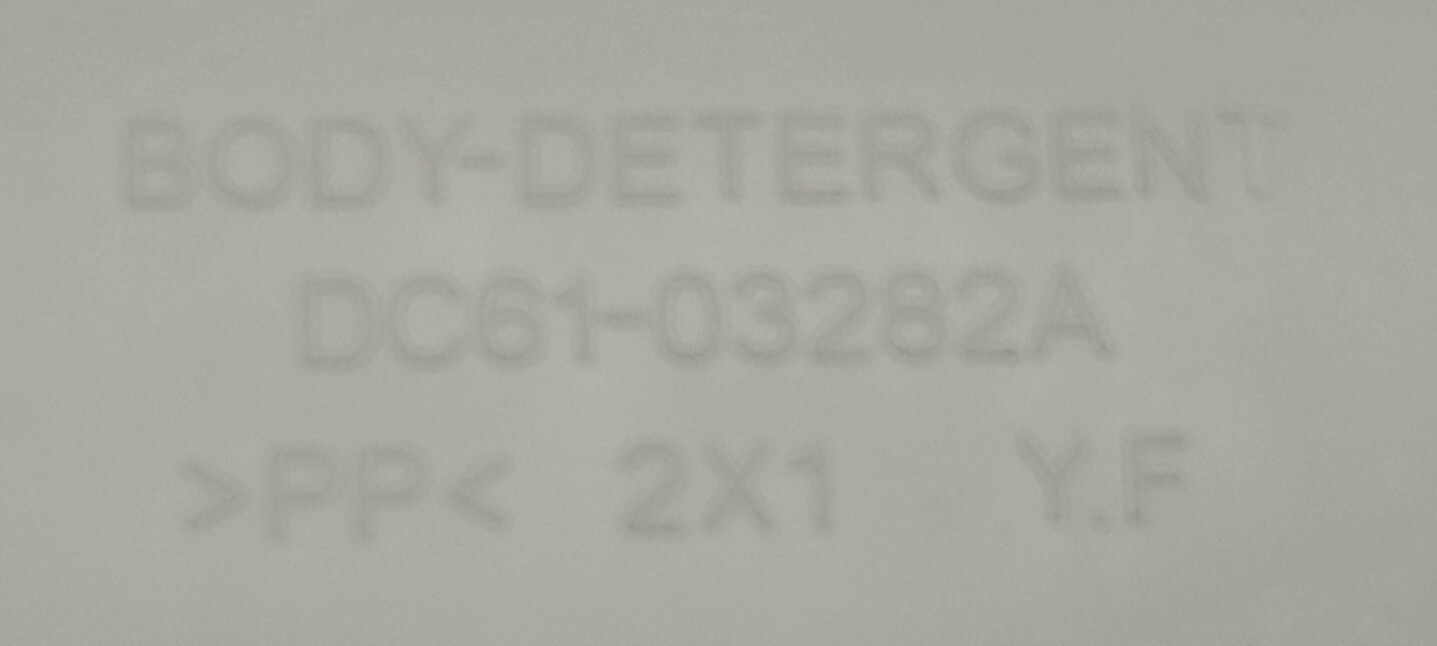 BODY-DETERGENT
DC61-03282A
>PP< 2X1 Y.F